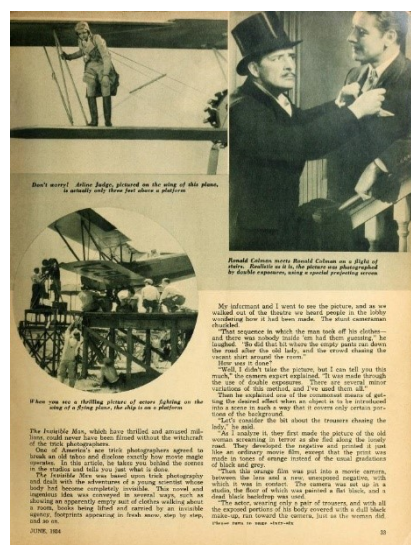 Don't worry! Arline Judge, pictured on the wing of this plane,
is actually only three feet above a platform
Ronald Colman meets Ronald Colman on a flight of
stairs. Realistic as it is, the picture was photographed
by double exposures, using a special projecting screen
When you see a thrilling picture of actors fighting on the
wing of a flying plane, the ship is on a platform
The Invisible Man, which have thrilled and amused mil-
lions, could never have been filmed without the witchcraft
of the trick photographers.
One of America's ace trick photographers agreed to
break an old taboo and disclose exactly how movie magic
operates. In this article, he takes you behind the scenes
in the studios and tells you just what is done.
The Invisible Man was based upon trick photography
and dealt with the adventures of a young scientist whose
body had become completely invisible. This novel and
ingenious idea was conveyed in several ways, such as
showing an apparently empty suit of clothes walking about
a room, books being lifted and carried by an invisible
agency, footprints appearing in fresh snow, step by step,
and so on.
JUNE, 1934
My informant and I went to see the picture, and as we
walked out of the theatre we heard people in the lobby
wondering how it had been made. The stunt cameraman
chuckled.
"That sequence in which the man took off his clothes—
and there was nobody inside 'em had them guessing," he
laughed. "So did that bit where the empty pants ran down
the road after the old lady, and the crowd chasing the
vacant shirt around the room."
How was it done?
"Well, I didn't take the picture, but I can tell you this
much," the camera expert explained. "It was made through
the use of double exposure. There are several minor
variations of this method, and I've used them all."
Then he explained one of the commonest means of get-
ting the desired effect when an object is to be introduced
into a scene in such a way that it covers only certain por-
tions of the background.
"Let's consider the bit about the trousers chasing the
lady," he said.
"As I analyze it, they first made the picture of the old
woman screaming in terror as she fled along the lonely
road. They developed the negative and printed it just
like an ordinary movie film, except that the print was
made in tones of orange instead of the usual gradations
of black and grey.
"Then this orange film was put into a movie camera,
between the lens and a new, unexposed negative, with
which it was in contact. The camera was set up in a
studio, the floor of which was painted a flat black, and a
dead black backdrop was used.
"The actor, wearing only a pair of trousers, and with all
the exposed portions of his body covered with a dull black
make-up, ran toward the camera, just as the women did.
(Please turn to page sixty-six)
33